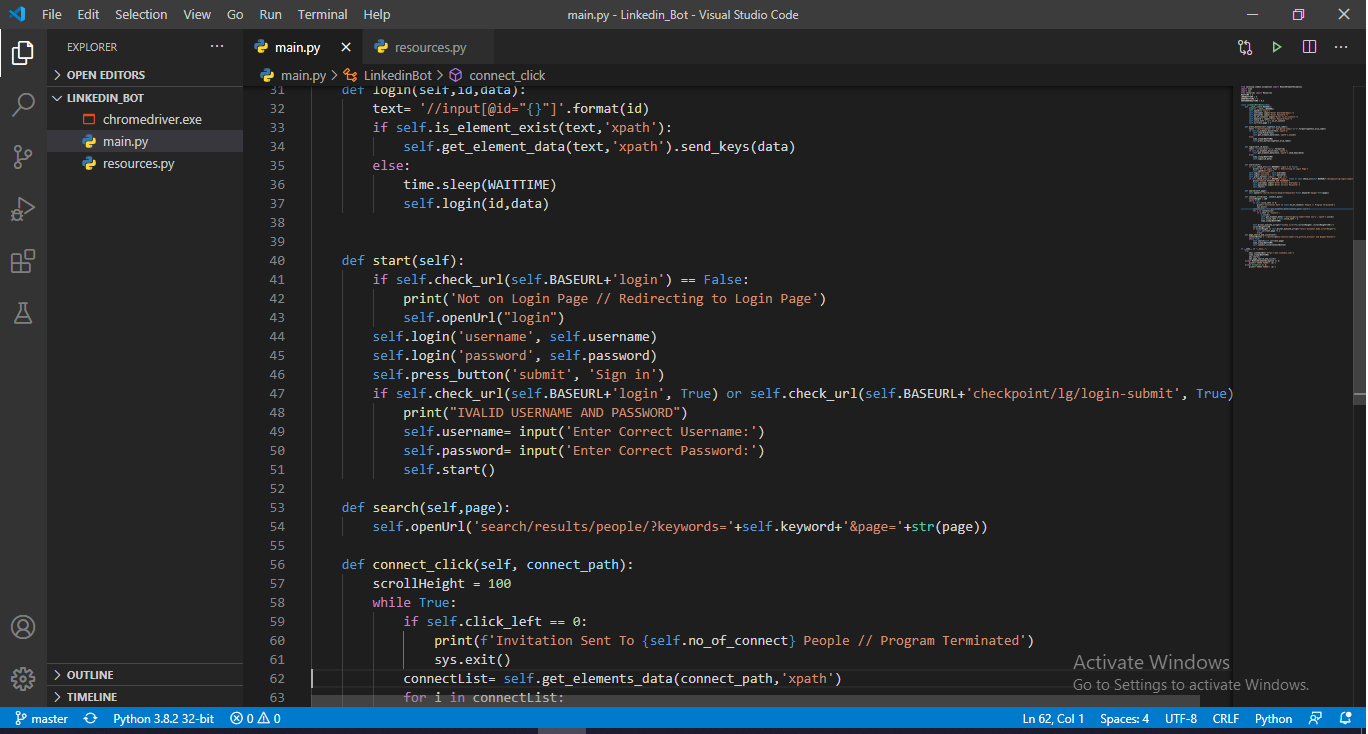 File Edit Selection View Go Run Terminal Help
main.py - Linkedin_Bot - Visual Studio Code
EXPLORER
OPEN EDITORS
LINKEDIN_BOT
chromedriver.exe
main.py
resources.py
OUTLINE
TIMELINE
main.py
resources.py
main.py > LinkedinBot > connect_click
31 def login(self,id,data):
32 text= '//input[@id="{}"]'.format(id)
33 if self.is_element_exist(text,'xpath'):
34 self.get_element_data(text,'xpath').send_keys(data)
35 else:
36 time.sleep(WAITTIME)
37 self.login(id,data)
38
39
40 def start(self):
41 if self.check_url(self.BASEURL+'login') == False:
42 print('Not on Login Page // Redirecting to Login Page')
43 self.openUrl("login")
44 self.login('username', self.username)
45 self.login('password', self.password)
46 self.press_button('submit', 'Sign in')
47 if self.check_url(self.BASEURL+'login', True) or self.check_url(self.BASEURL+'checkpoint/lg/login-submit', True)
48 print("IVALID USERNAME AND PASSWORD")
49 self.username= input('Enter Correct Username:')
50 self.password= input('Enter Correct Password:')
51 self.start()
52
53 def search(self,page):
54 self.openUrl('search/results/people/?keywords='+self.keyword+'&page='+str(page))
55
56 def connect_click(self, connect_path):
57 scrollHeight = 100
58 while True:
59 if self.click_left == 0:
60 print(f'Invitation Sent To {self.no_of_connect} People // Program Terminated')
61 sys.exit()
62 connectList= self.get_elements_data(connect_path,'xpath')
63 for i in connectList:
Activate Windows
Go to Settings to activate Windows.
master
Python 3.8.2 32-bit
0 0
Ln 62, Col 1
Spaces: 4
UTF-8
CRLF
Python